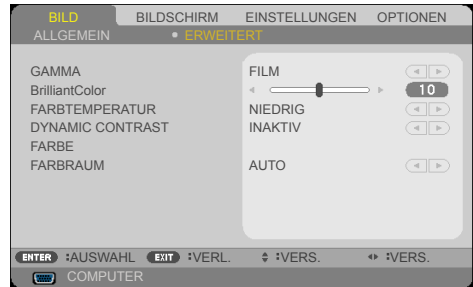 BILD BILDSCHIRM EINSTELLUNGEN OPTIONEN
ALLGEMEIN • ERWEITERT
GAMMA FILM
BrilliantColor 10
FARBTEMPERATUR NIEDRIG
DYNAMIC CONTRAST INAKTIV
FARBE
FARBRAUM AUTO
ENTER :AUSWAHL EXIT :VERL. :VERS. :VERS.
COMPUTER